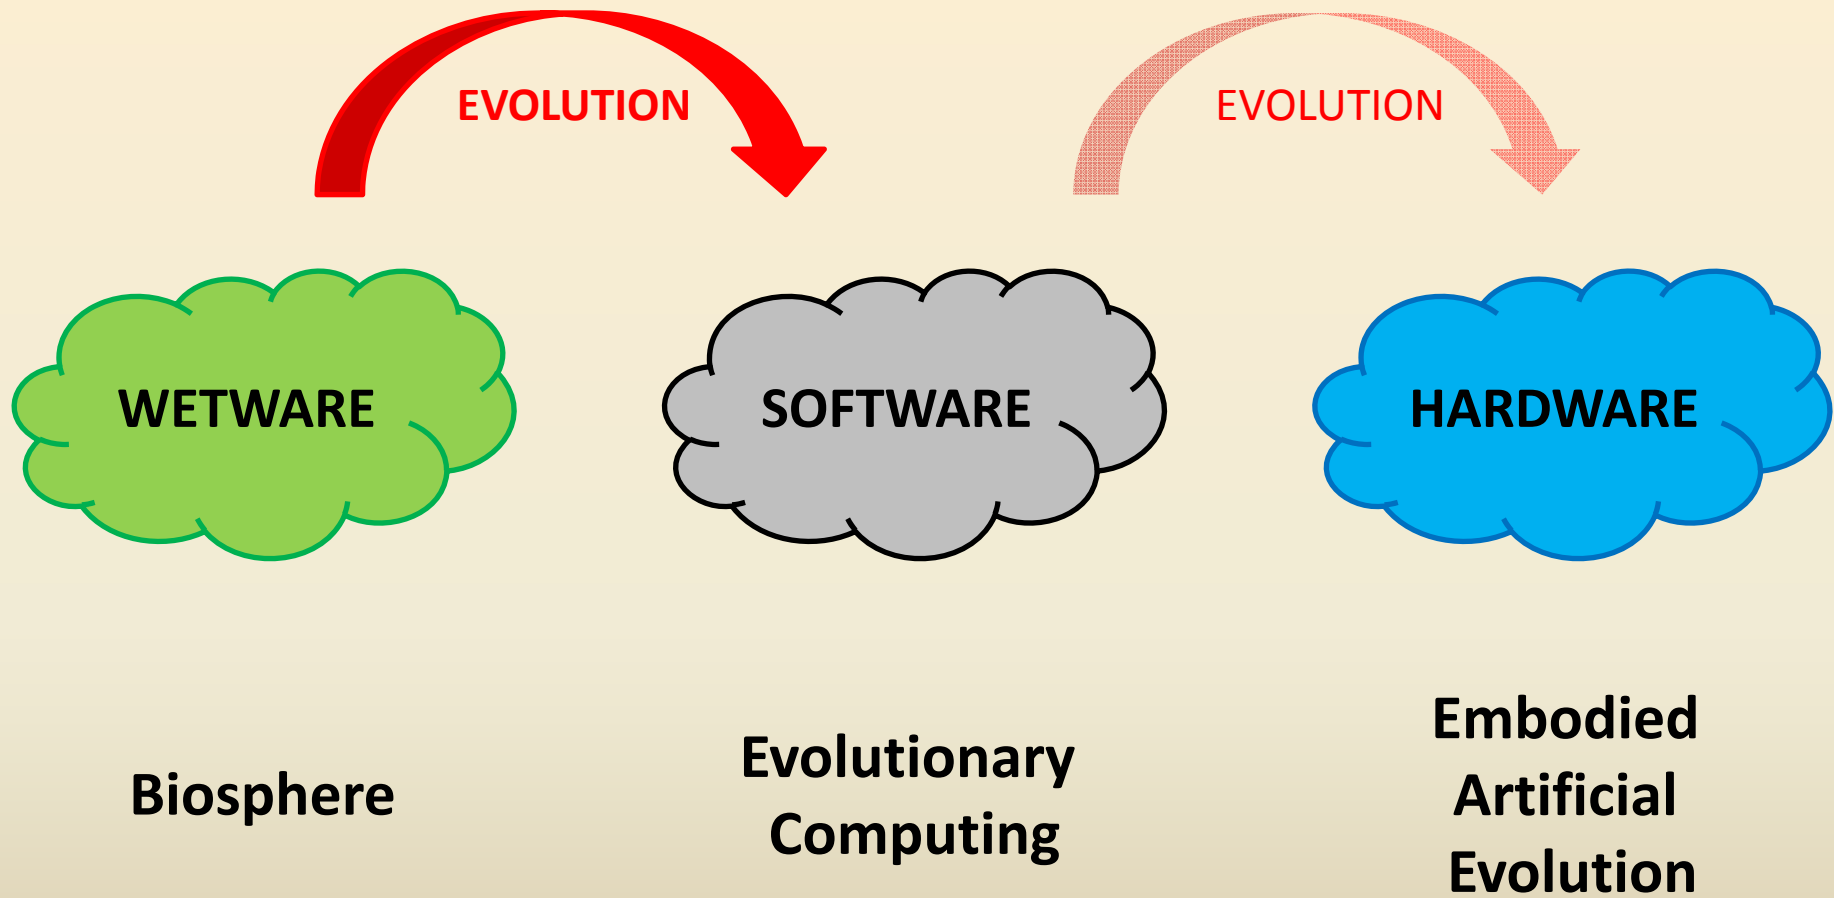 EVOLUTION
EVOLUTION
WETWARE
SOFTWARE
HARDWARE
Biosphere
Evolutionary
Computing
Embodied
Artificial
Evolution